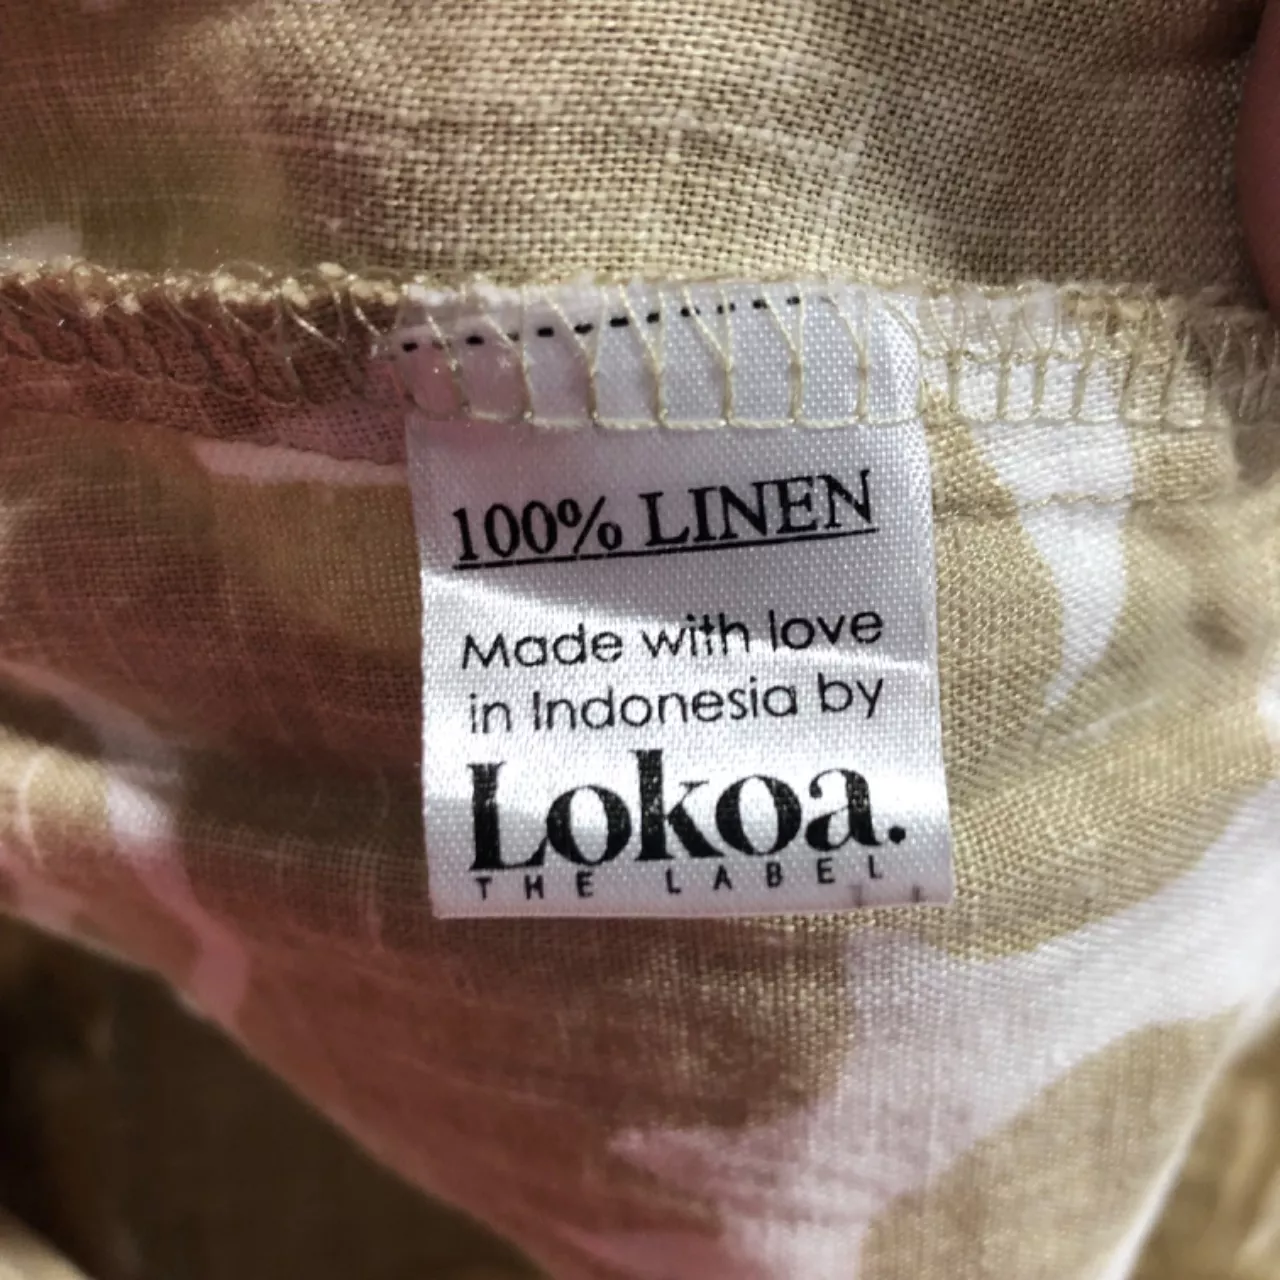 100% LINEN
Made with love
in Indonesia by
Lokoa.
THE LABEL